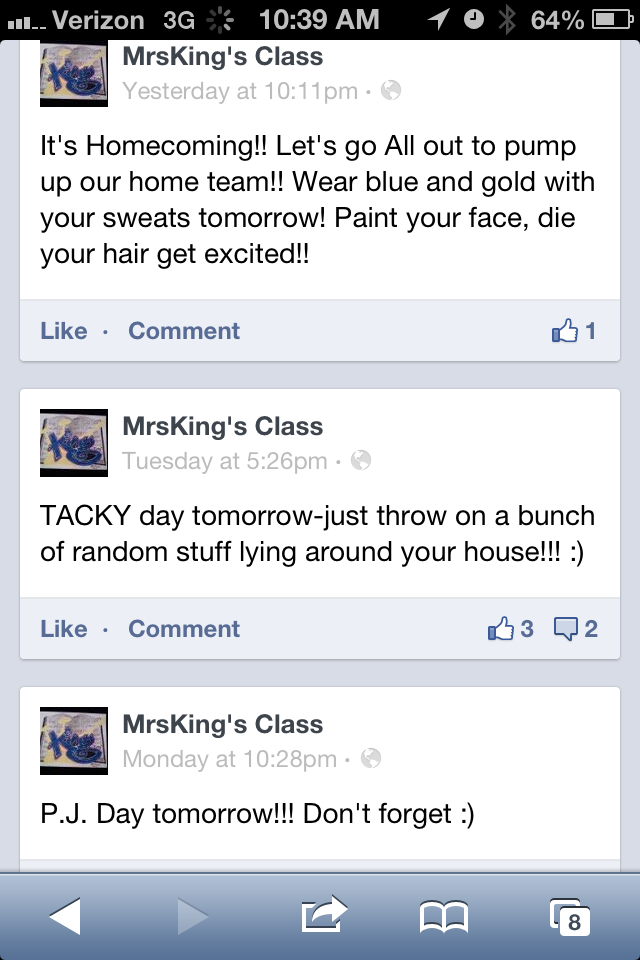 Verizon 3G 10:39 AM 64%
MrsKing's Class
Yesterday at 10:11pm ·
It's Homecoming!! Let's go All out to pump
up our home team!! Wear blue and gold with
your sweats tomorrow! Paint your face, die
your hair get excited!!
Like · Comment 1
MrsKing's Class
Tuesday at 5:26pm ·
TACKY day tomorrow-just throw on a bunch
of random stuff lying around your house!!! :)
Like · Comment 3 2
MrsKing's Class
Monday at 10:28pm ·
P.J. Day tomorrow!!! Don't forget :)
8